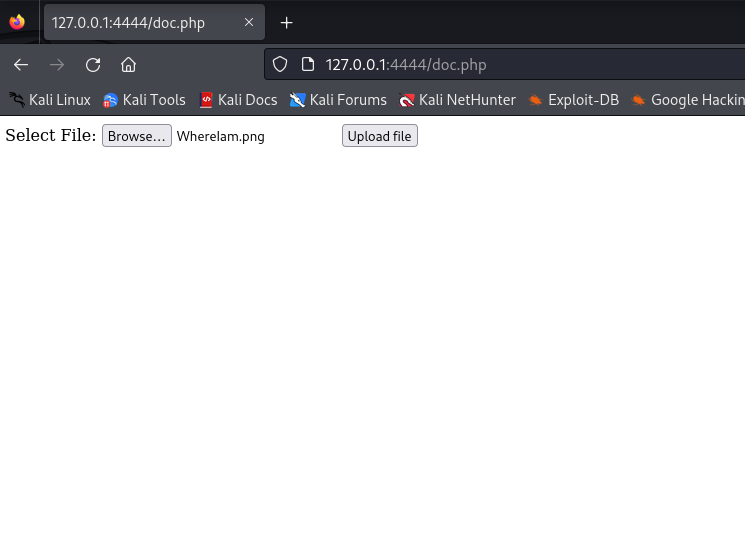 127.0.0.1:4444/doc.php
127.0.0.1:4444/doc.php
Kali Linux Kali Tools Kali Docs Kali Forums Kali NetHunter Exploit-DB Google Hackin
Select File: Browse... WhereIam.png Upload file